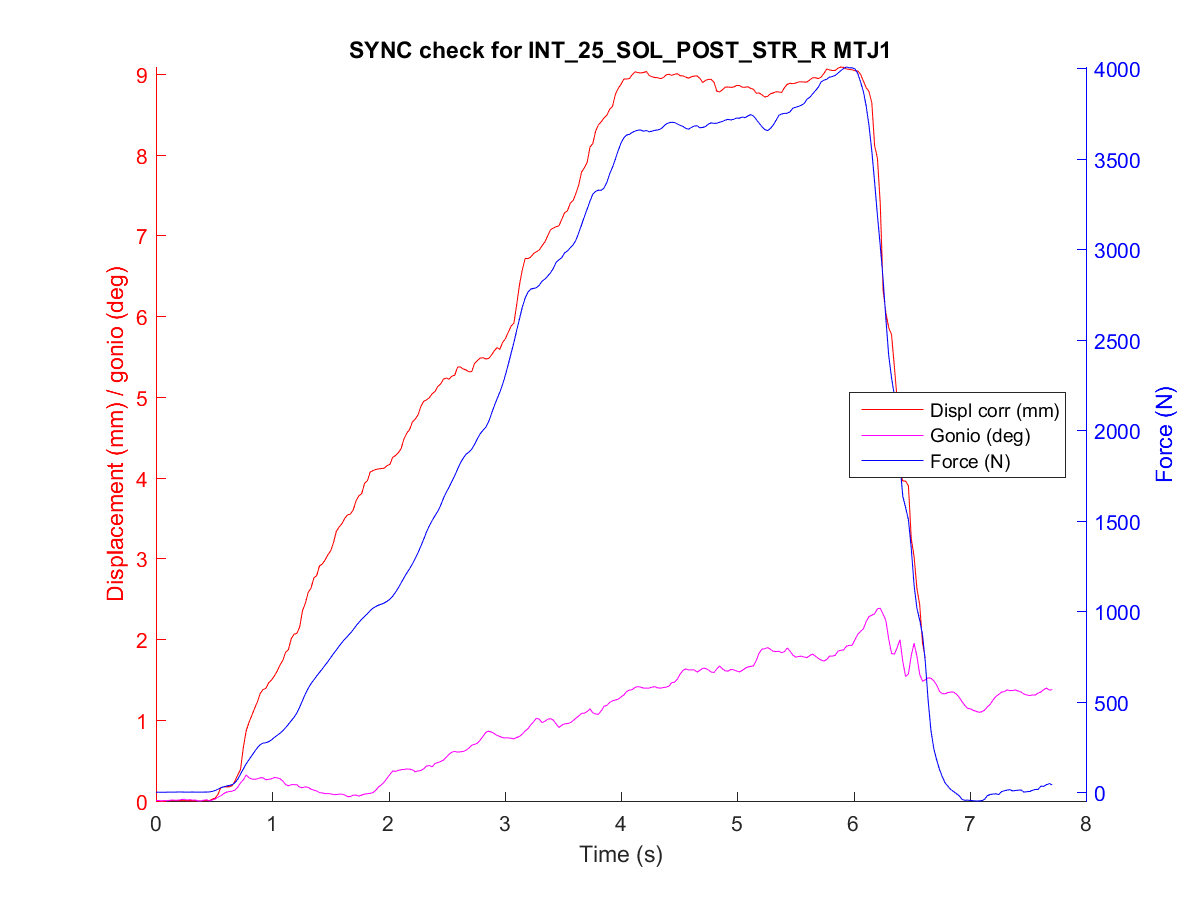 SYNC check for INT_25_SOL_POST_STR_R MTJ1
Displacement (mm) / gonio (deg)
9
8
7
6
5
4
3
2
1
0
4000
3500
3000
2500
2000
1500
1000
500
0
Force (N)
Displ corr (mm)
Gonio (deg)
Force (N)
0 1 2 3 4 5 6 7 8
Time (s)